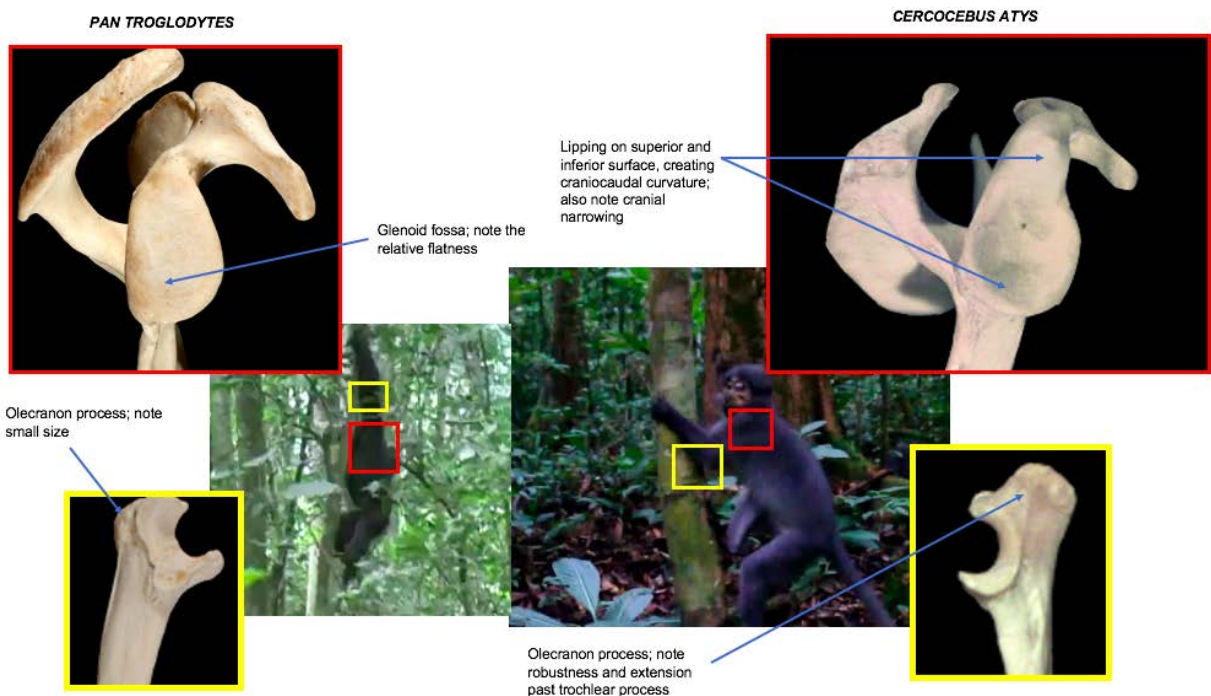 PAN TROGLODYTES
CERCOCEBUS ATYS
Lipping on superior and
inferior surface, creating
craniocaudal curvature;
also note cranial
narrowing
Glenoid fossa; note the
relative flatness
Olecranon process; note
small size
Olecranon process; note
robustness and extension
past trochlear process